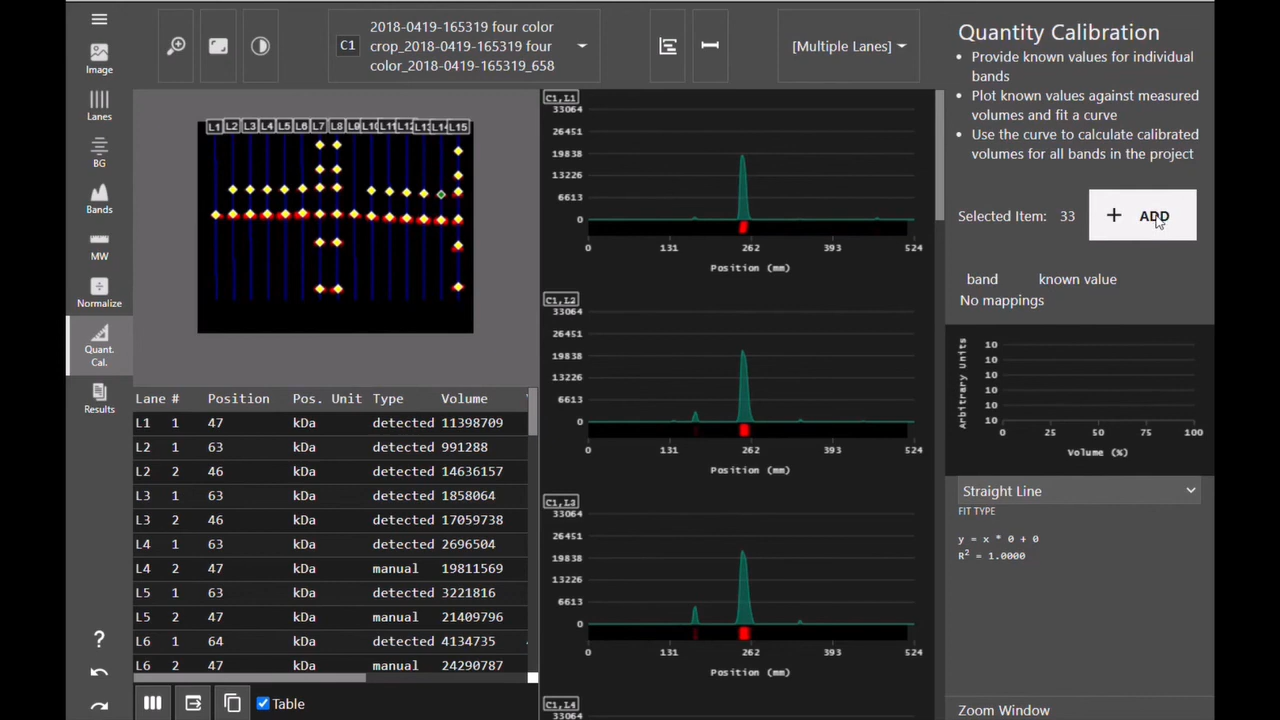 Image
Lanes
BG
Bands
MW
Normalize
Quant.
Cal.
Results
?
C1
2018-0419-165319 four color
crop_2018-0419-165319 four
color_2018-0419-165319_658
[Multiple Lanes]
L1 L2 L3 L4 L5 L6 L7 L8 L9 L10 L11 L12 L13 L14 L15
Lane # Position Pos. Unit Type Volume
L1 1 47 kDa detected 11398709
L2 1 63 kDa detected 991288
L2 2 46 kDa detected 14636157
L3 1 63 kDa detected 1858064
L3 2 46 kDa detected 17059738
L4 1 63 kDa detected 2696504
L4 2 47 kDa manual 19811569
L5 1 63 kDa detected 3221816
L5 2 47 kDa manual 21409796
L6 1 64 kDa detected 4134735
L6 2 47 kDa manual 24290787
Table
C1,L1
33064
26451
19838
13226
6613
0
0 131 262 393 524
Position (mm)
C1,L2
33064
26451
19838
13226
6613
0
0 131 262 393 524
Position (mm)
C1,L3
33064
26451
19838
13226
6613
0
0 131 262 393 524
Position (mm)
C1,L4
33064
Quantity Calibration
• Provide known values for individual
bands
• Plot known values against measured
volumes and fit a curve
• Use the curve to calculate calibrated
volumes for all bands in the project
Selected Item: 33 + ADD
band known value
No mappings
Arbitrary Units
10
10
10
10
10
10
0 25 50 75 100
Volume (%)
Straight Line
FIT TYPE
y = x * 0 + 0
R² = 1.0000
Zoom Window